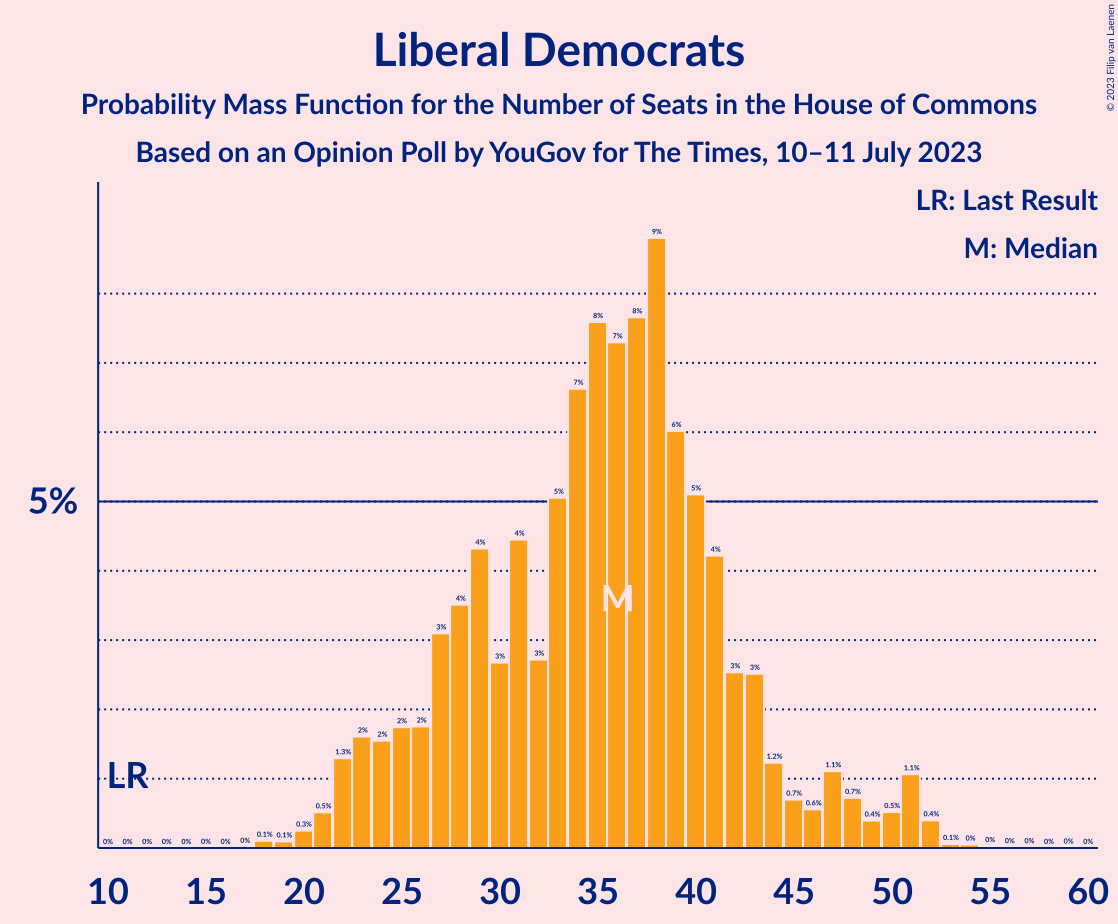 Liberal Democrats
Probability Mass Function for the Number of Seats in the House of Commons
Based on an Opinion Poll by YouGov for The Times, 10–11 July 2023
© 2023 Filip van Laenen
LR: Last Result
M: Median
5%
LR
M
0% 0% 0% 0% 0% 0% 0% 0% 0.1% 0.1% 0.3% 0.5% 1.3% 2% 2% 2% 2% 3% 4% 4% 3% 4% 3% 5% 7% 8% 7% 8% 9% 6% 5% 4% 3% 3% 1.2% 0.7% 0.6% 1.1% 0.7% 0.4% 0.5% 1.1% 0.4% 0.1% 0% 0% 0% 0% 0% 0% 0%
10 15 20 25 30 35 40 45 50 55 60